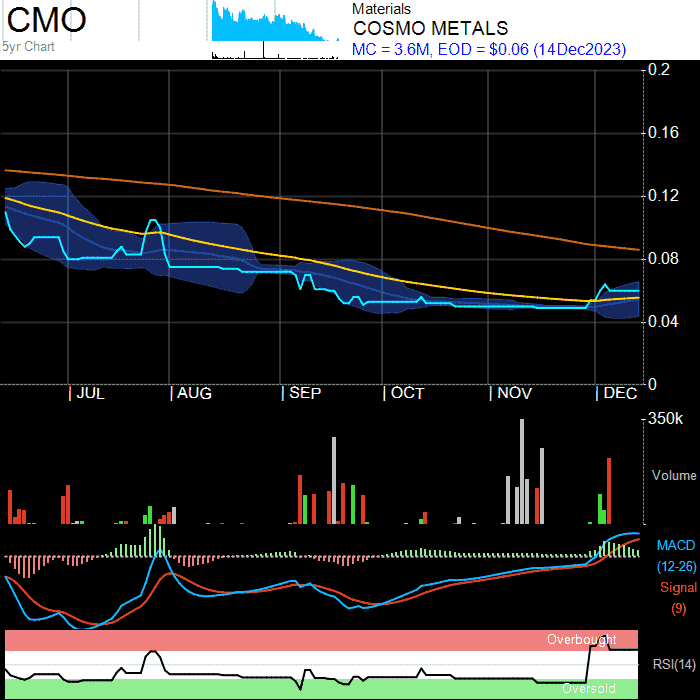 CMO
5yr Chart
Materials
COSMO METALS
MC = 3.6M, EOD = $0.06 (14Dec2023)
0.2
0.16
0.12
0.08
0.04
0
JUL AUG SEP OCT NOV DEC
350k
Volume
MACD
(12-26)
Signal
(9)
Overbought
RSI(14)
Oversold